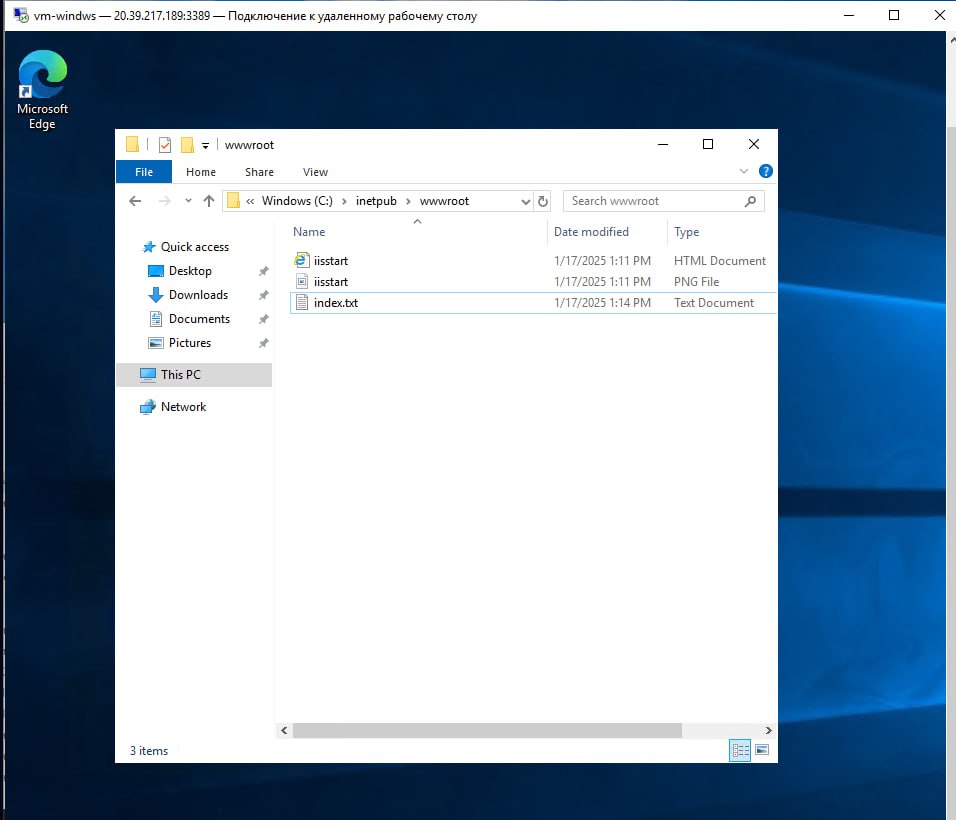 vm-windws — 20.39.217.189:3389 — Подключение к удаленному рабочему столу
Microsoft
Edge
wwwroot
File Home Share View
« Windows (C:) › inetpub › wwwroot
Search wwwroot
Name Date modified Type
Quick access
Desktop
Downloads
Documents
Pictures
This PC
Network
iisstart 1/17/2025 1:11 PM HTML Document
iisstart 1/17/2025 1:11 PM PNG File
index.txt 1/17/2025 1:14 PM Text Document
3 items